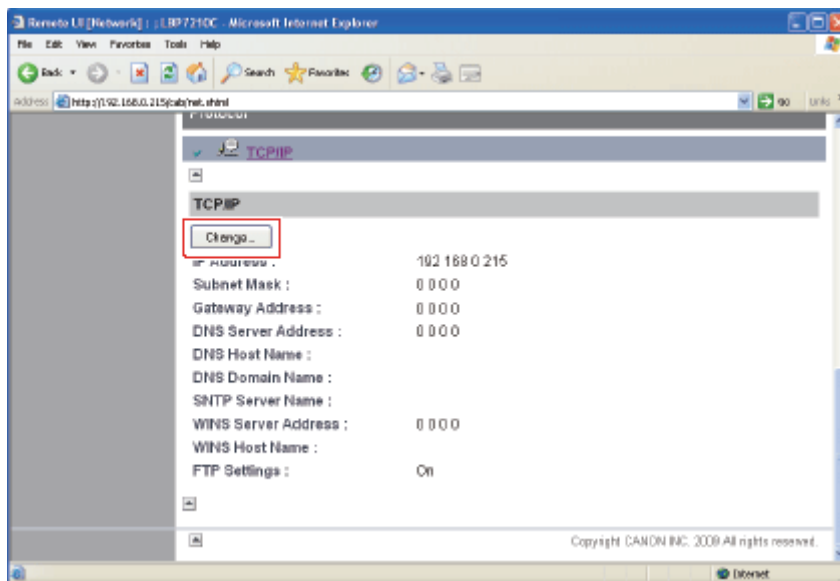 Remote UI [Network] : ; LBP7210C - Microsoft Internet Explorer
File Edit View Favorites Tools Help
Back Search Favorites
Address http://192.168.0.215/cab/net.shtml GO Links
Protocol
TCP/IP
TCP/IP
Change...
IP Address : 192.168.0.215
Subnet Mask : 0.0.0.0
Gateway Address : 0.0.0.0
DNS Server Address : 0.0.0.0
DNS Host Name :
DNS Domain Name :
SNTP Server Name :
WINS Server Address : 0.0.0.0
WINS Host Name :
FTP Settings : On
Copyright CANON INC. 2009 All rights reserved.
Internet